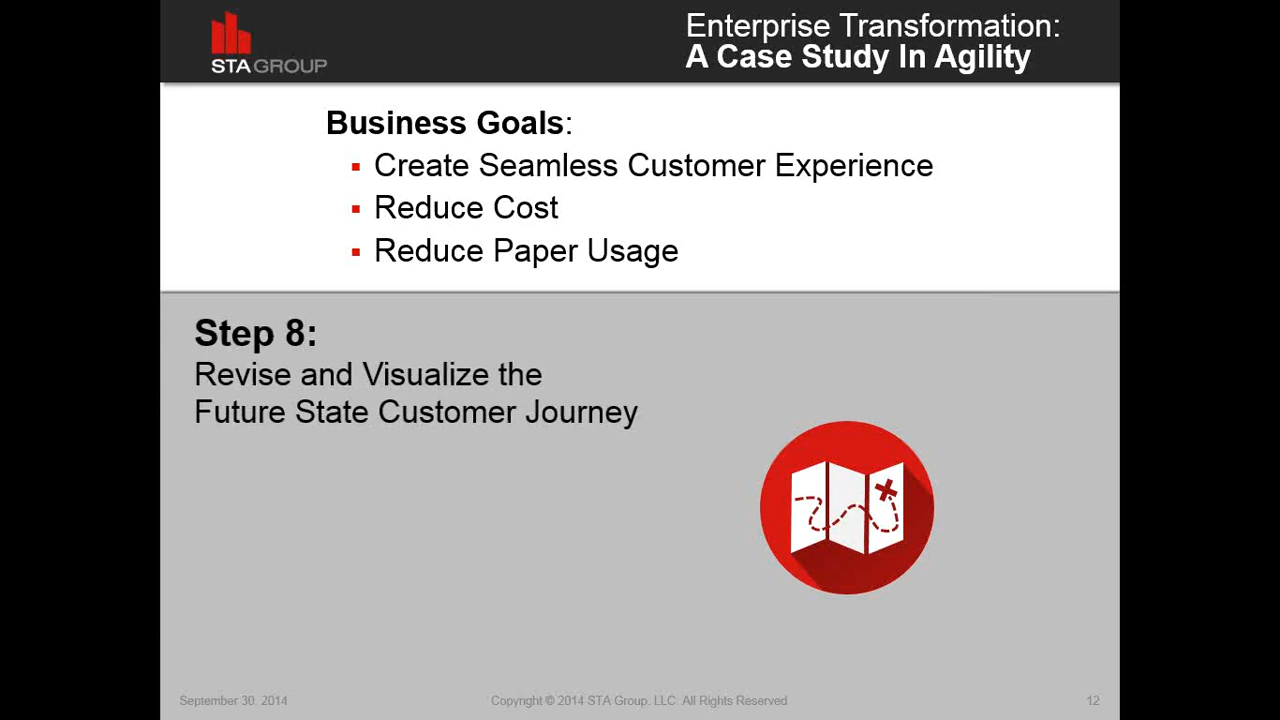 STA GROUP
Enterprise Transformation:
A Case Study In Agility
Business Goals:
Create Seamless Customer Experience
Reduce Cost
Reduce Paper Usage
Step 8:
Revise and Visualize the
Future State Customer Journey
September 30. 2014
Copyright © 2014 STA Group. LLC. All Rights Reserved
12